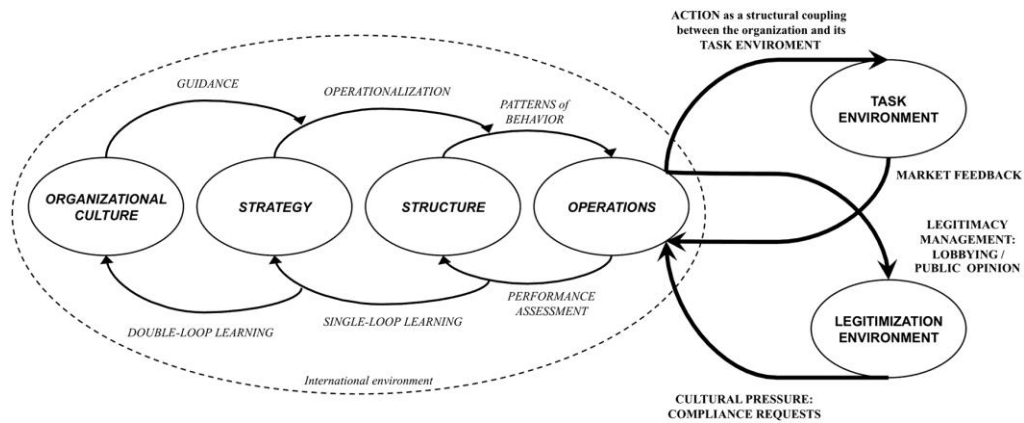 ACTION as a structural coupling
between the organization and its
TASK ENVIROMENT
GUIDANCE
OPERATIONALIZATION
PATTERNS of
BEHAVIOR
TASK
ENVIRONMENT
MARKET FEEDBACK
ORGANIZATIONAL
CULTURE
STRATEGY
STRUCTURE
OPERATIONS
LEGITIMACY
MANAGEMENT:
LOBBYING /
PUBLIC OPINION
PERFORMANCE
ASSESSMENT
DOUBLE-LOOP LEARNING
SINGLE-LOOP LEARNING
LEGITIMIZATION
ENVIRONMENT
International environment
CULTURAL PRESSURE:
COMPLIANCE REQUESTS